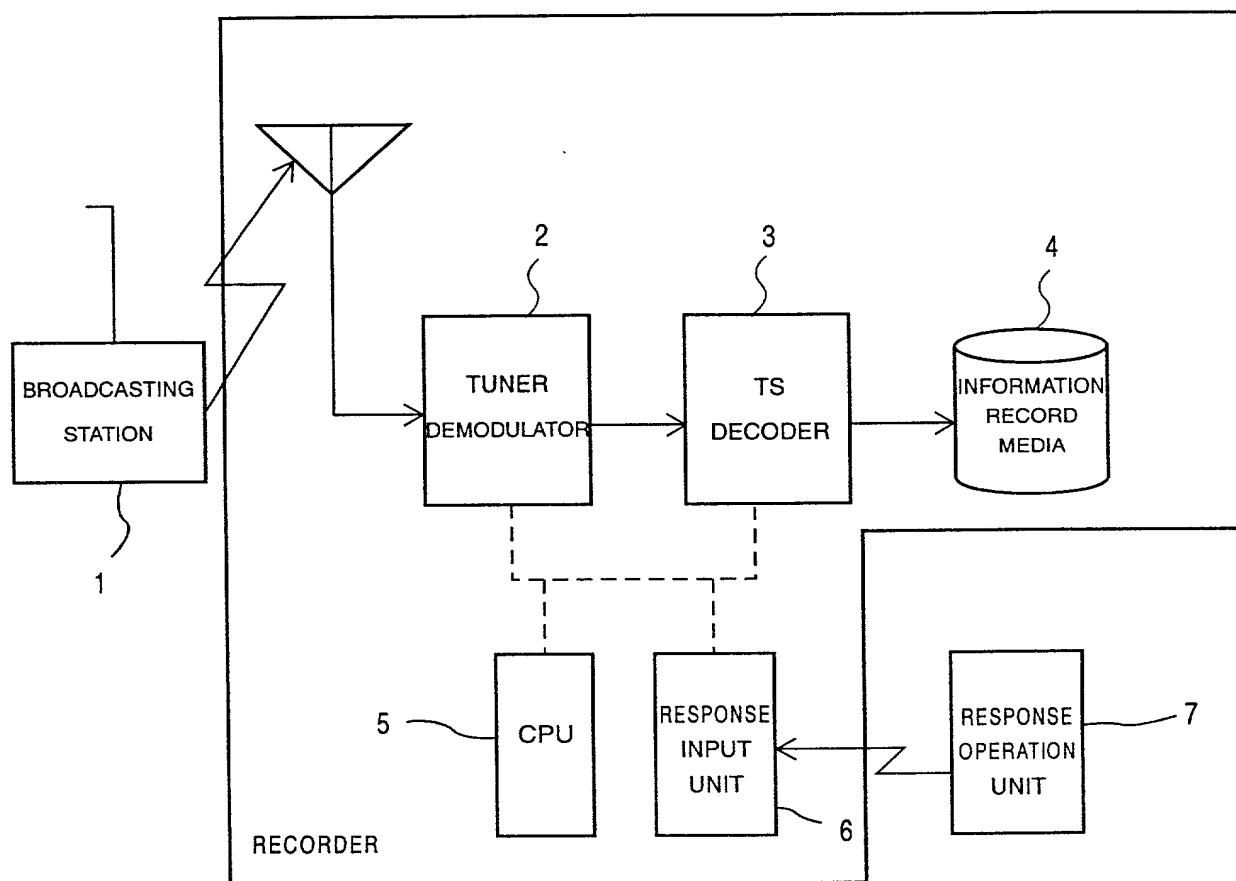 2
3
4
BROADCASTING
STATION
1
TUNER
DEMODULATOR
TS
DECODER
INFORMATION
RECORD
MEDIA
5
CPU
RESPONSE
INPUT
UNIT
6
RESPONSE
OPERATION
UNIT
7
RECORDER